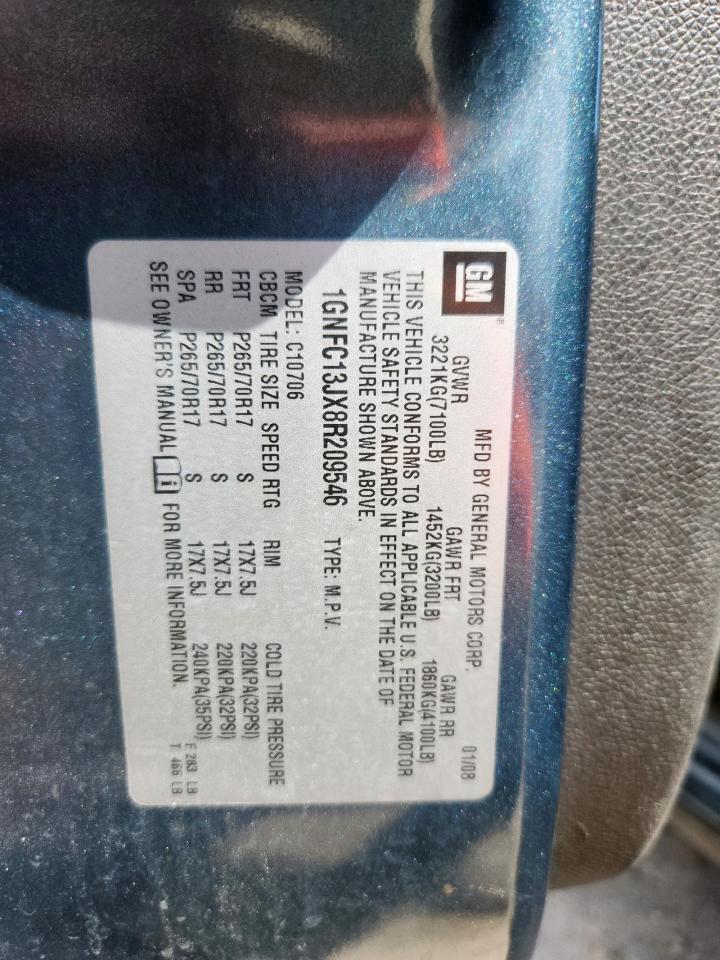 GM®
MFD BY GENERAL MOTORS CORP. 01/08
GVWR GAWR FRT GAWR RR
3221KG(7100LB) 1452KG(3200LB) 1860KG(4100LB)
THIS VEHICLE CONFORMS TO ALL APPLICABLE U.S. FEDERAL MOTOR
VEHICLE SAFETY STANDARDS IN EFFECT ON THE DATE OF
MANUFACTURE SHOWN ABOVE.
1GNFC13JX8R209546 TYPE: M.P.V.
MODEL: C10706
CBCM TIRE SIZE SPEED RTG RIM COLD TIRE PRESSURE
FRT P265/70R17 S 17X7.5J 220KPA(32PSI)
RR P265/70R17 S 17X7.5J 220KPA(32PSI)
SPA P265/70R17 S 17X7.5J 240KPA(35PSI) F 283 LB
SEE OWNER'S MANUAL FOR MORE INFORMATION. T 466 LB